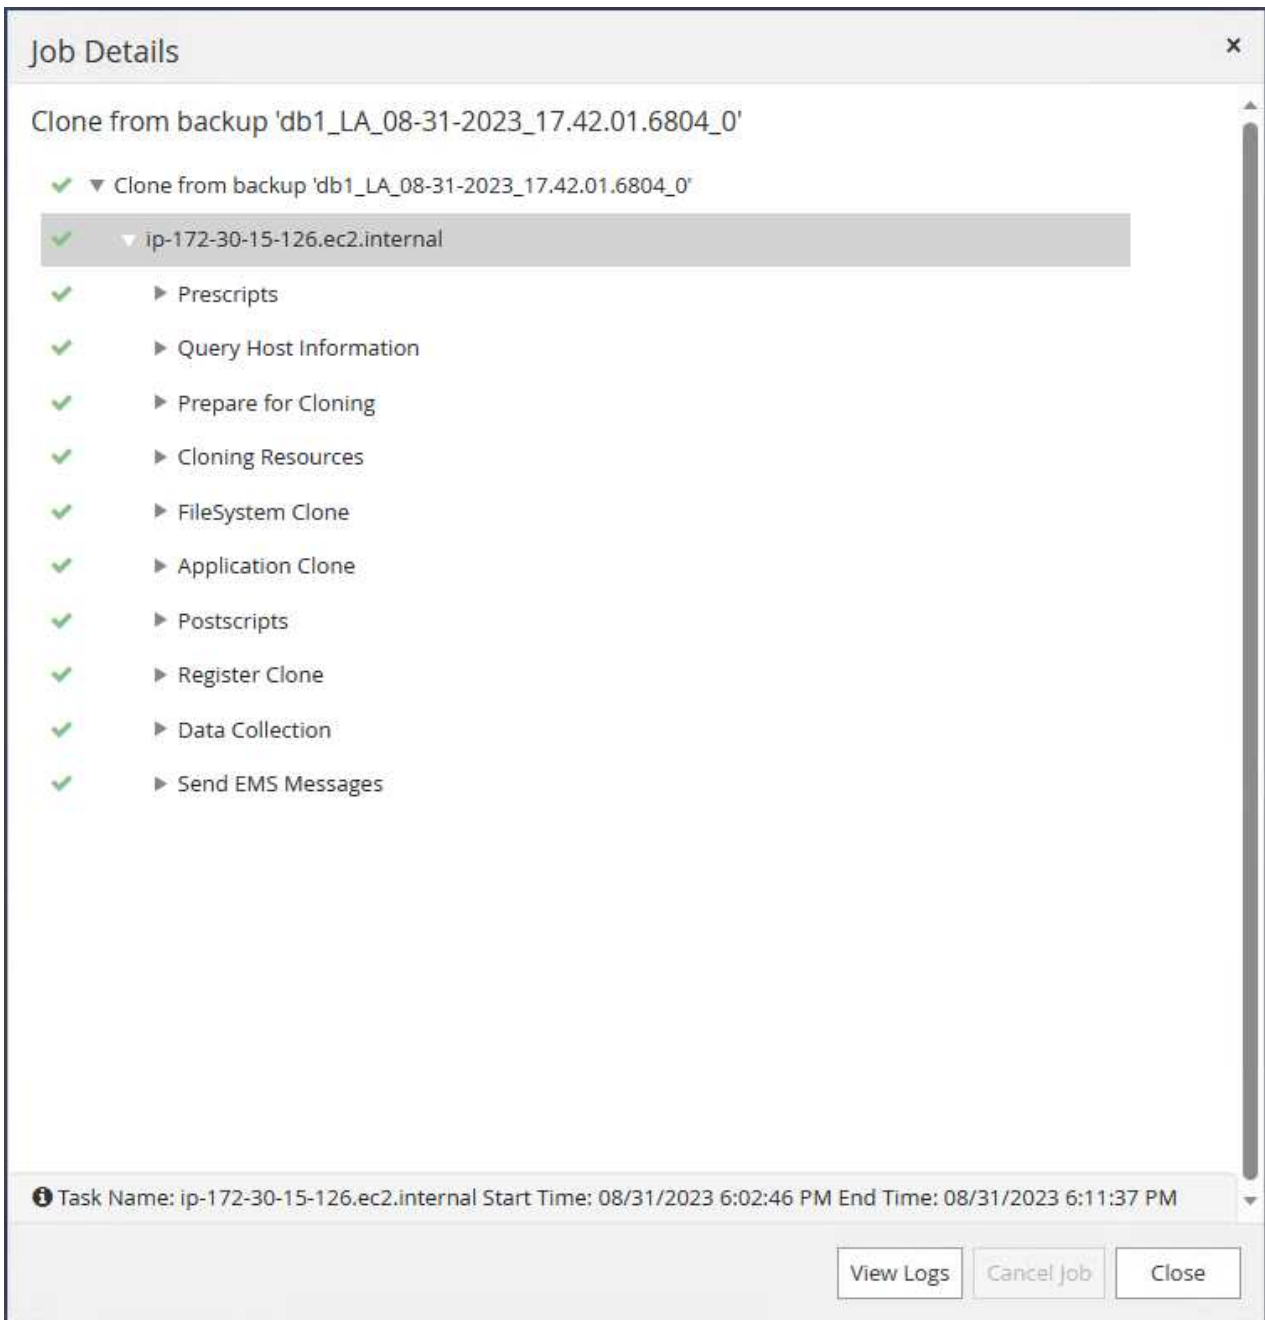 Job Details
×
Clone from backup 'db1_LA_08-31-2023_17.42.01.6804_0'
Clone from backup 'db1_LA_08-31-2023_17.42.01.6804_0'
ip-172-30-15-126.ec2.internal
Prescripts
Query Host Information
Prepare for Cloning
Cloning Resources
FileSystem Clone
Application Clone
Postscripts
Register Clone
Data Collection
Send EMS Messages
Task Name: ip-172-30-15-126.ec2.internal Start Time: 08/31/2023 6:02:46 PM End Time: 08/31/2023 6:11:37 PM
View Logs
Cancel Job
Close